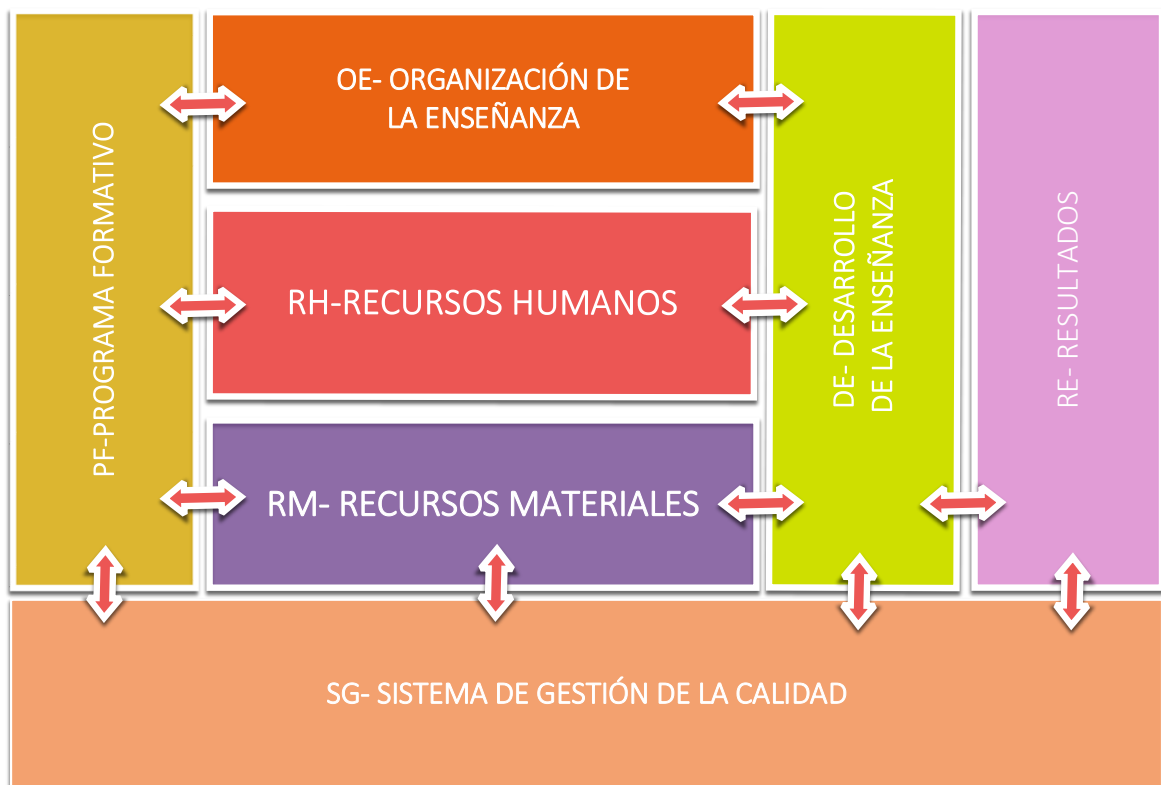 PF-PROGRAMA FORMATIVO
OE- ORGANIZACIÓN DE
LA ENSEÑANZA
RH-RECURSOS HUMANOS
RM- RECURSOS MATERIALES
DE- DESARROLLO
DE LA ENSEÑANZA
RE- RESULTADOS
SG- SISTEMA DE GESTIÓN DE LA CALIDAD